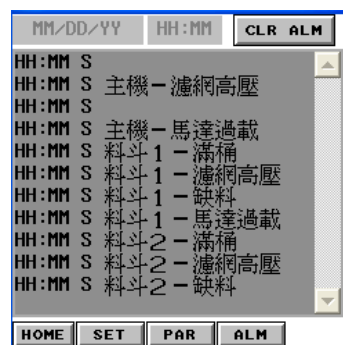 MM/DD/YY HH:MM CLR ALM
HH:MM S
HH:MM S 主機－濾網高壓
HH:MM S
HH:MM S 主機－馬達過載
HH:MM S 料斗1－滿桶
HH:MM S 料斗1－濾網高壓
HH:MM S 料斗1－缺料
HH:MM S 料斗1－馬達過載
HH:MM S 料斗2－滿桶
HH:MM S 料斗2－濾網高壓
HH:MM S 料斗2－缺料
HOME SET PAR ALM